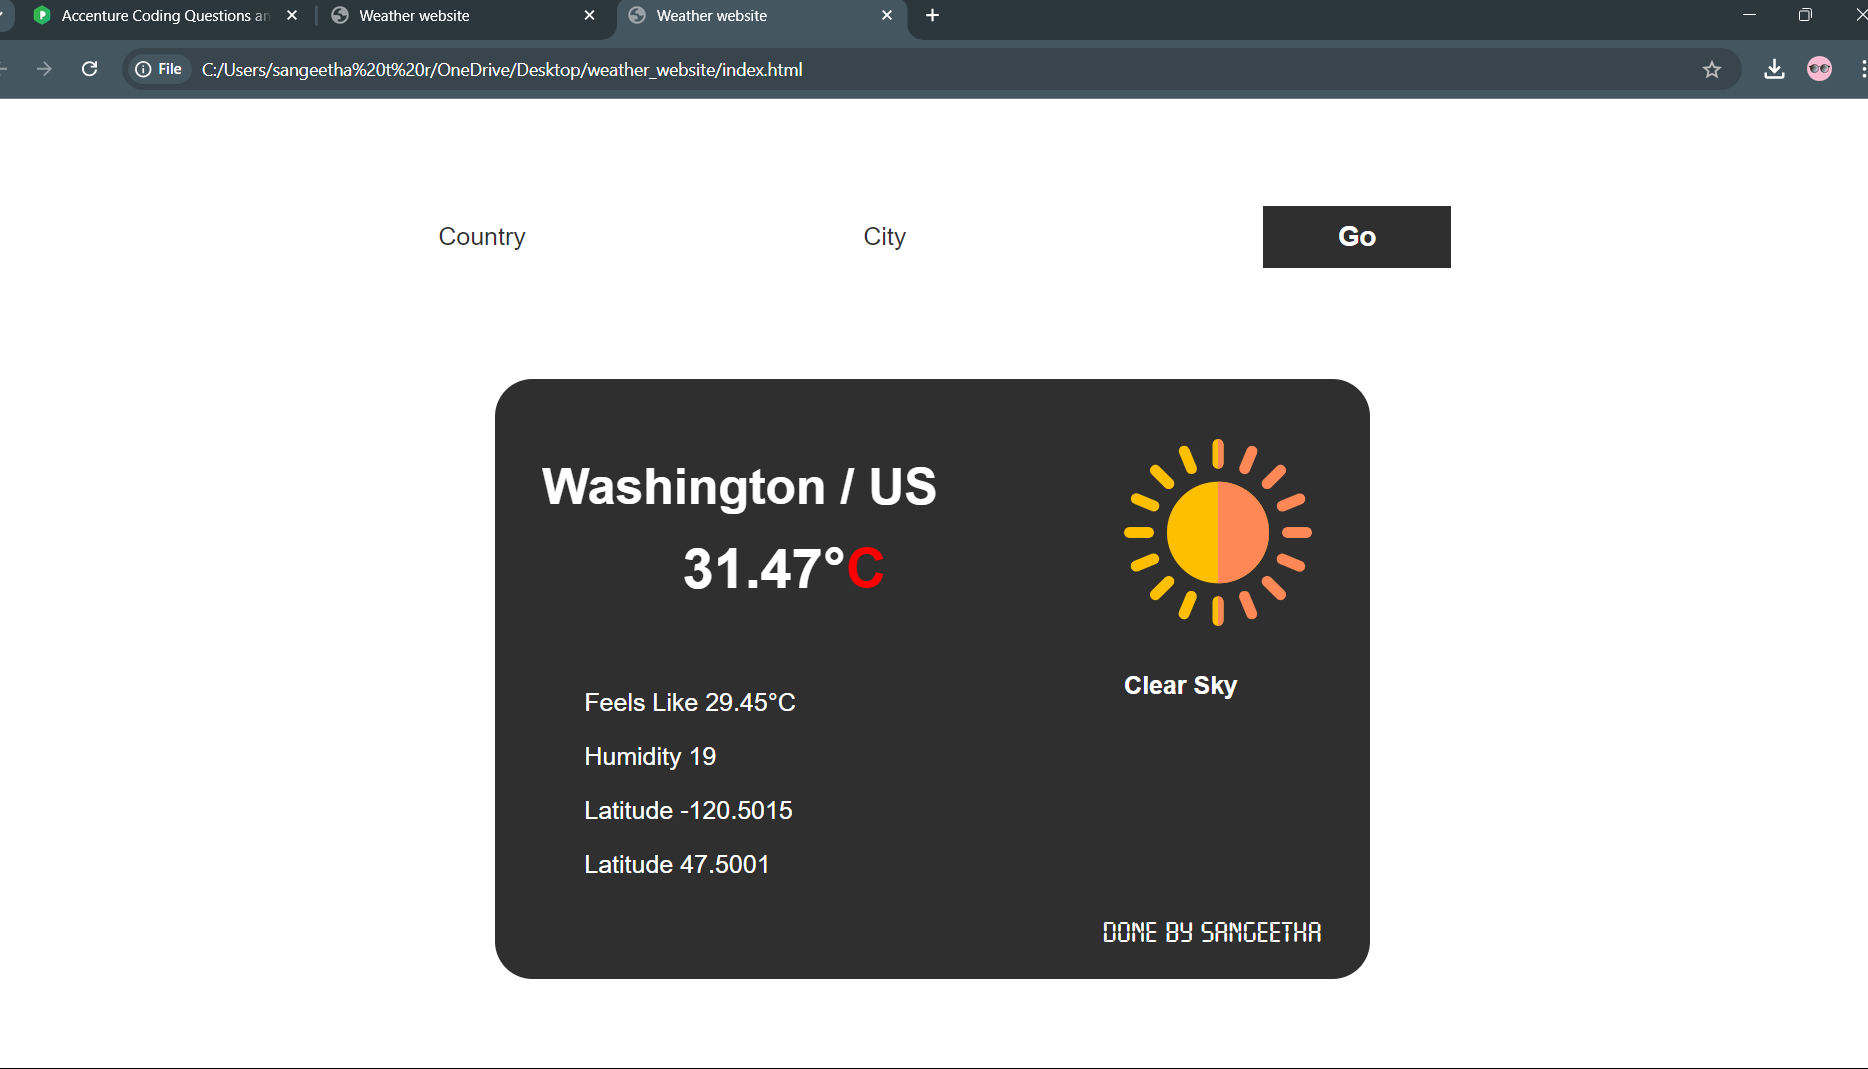 Accenture Coding Questions an
Weather website
Weather website
File
C:/Users/sangeetha%20t%20r/OneDrive/Desktop/weather_website/index.html
Country
City
Go
Washington / US
31.47°C
Clear Sky
Feels Like 29.45°C
Humidity 19
Latitude -120.5015
Latitude 47.5001
DONE BY SANGEETHA